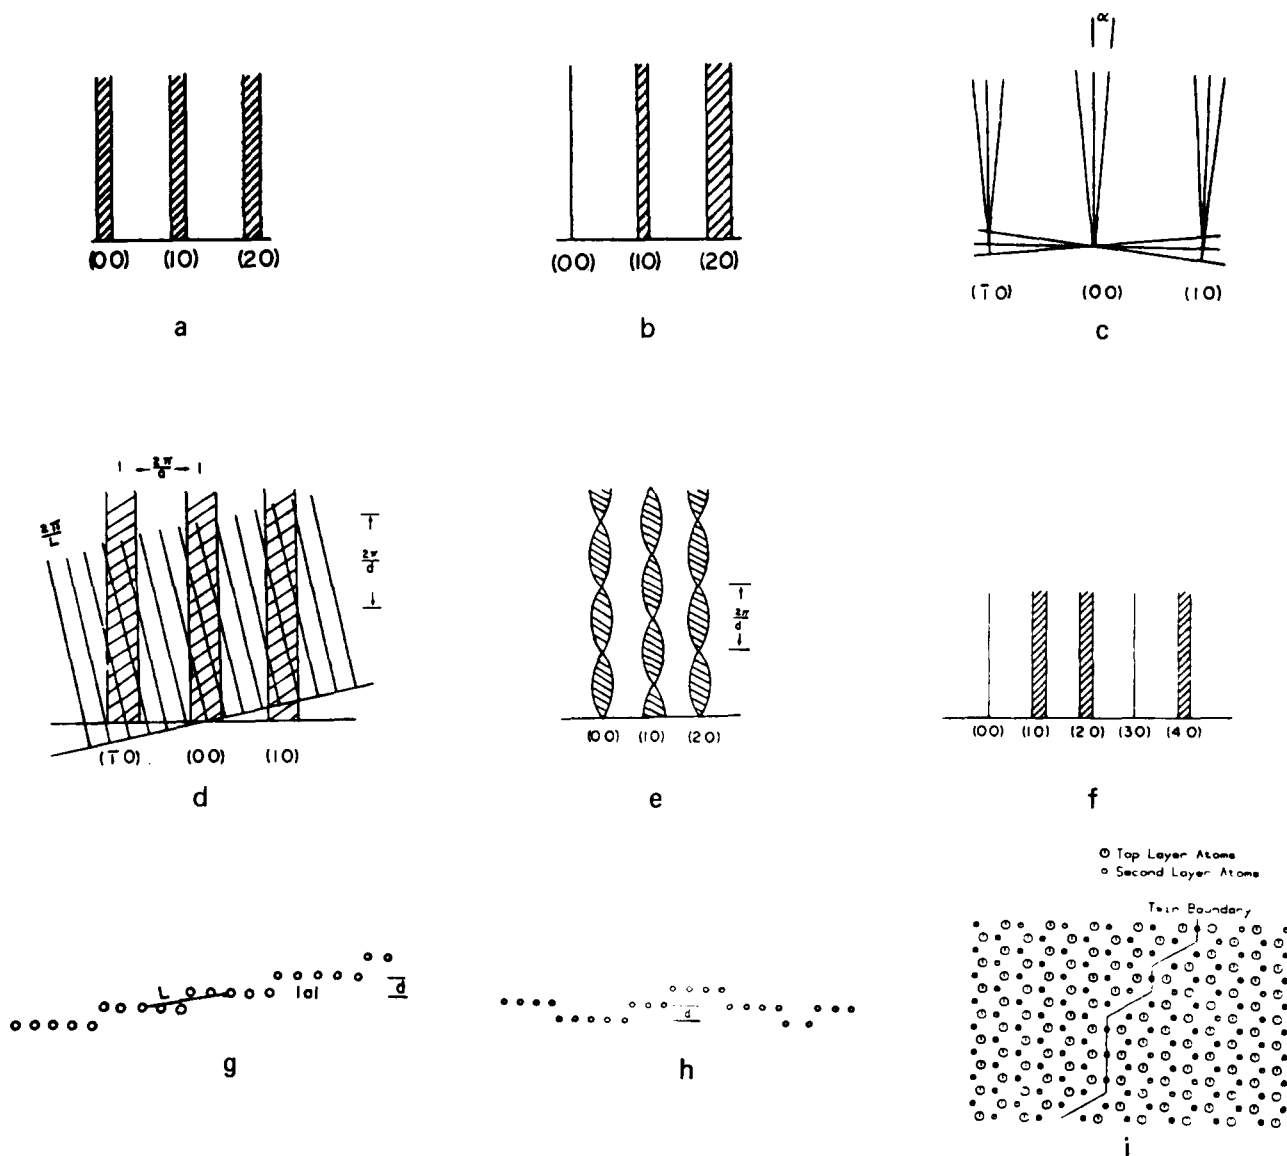 α
(00) (10) (20)
a
(00) (10) (20)
b
(1̄0) (00) (10)
c
2π/a
2π/L
2π/d
(1̄0) (00) (10)
d
2π/d
(00) (10) (20)
e
(00) (10) (20) (30) (40)
f
L
|a|
d
g
d
h
Top Layer Atoms
Second Layer Atoms
Twin Boundary
i